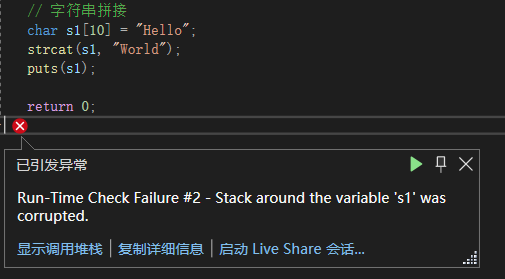 // 字符串拼接
char s1[10] = "Hello";
strcat(s1, "World");
puts(s1);
return 0;
已引发异常
Run-Time Check Failure #2 - Stack around the variable 's1' was
corrupted.
显示调用堆栈 | 复制详细信息 | 启动 Live Share 会话...